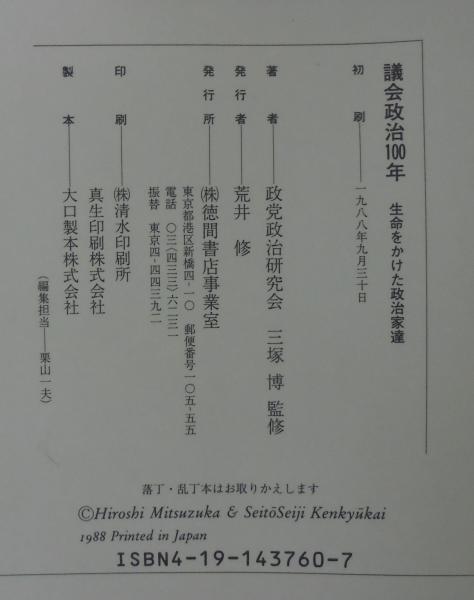 議会政治100年 生命をかけた政治家達
初刷――一九八八年九月三十日
著者――政党政治研究会 三塚 博 監修
発行者――荒井 修
発行所――㈱徳間書店事業室
東京都港区新橋四-一〇 郵便番号一〇五-五五
電話 〇三(四三三)六二三一
振替 東京四-四四三九二
印刷――㈱清水印刷所
真生印刷株式会社
製本――大口製本株式会社
(編集担当――栗山一夫)
落丁・乱丁本はお取りかえします
©Hiroshi Mitsuzuka & SeitōSeiji Kenkyūkai
1988 Printed in Japan
ISBN4-19-143760-7